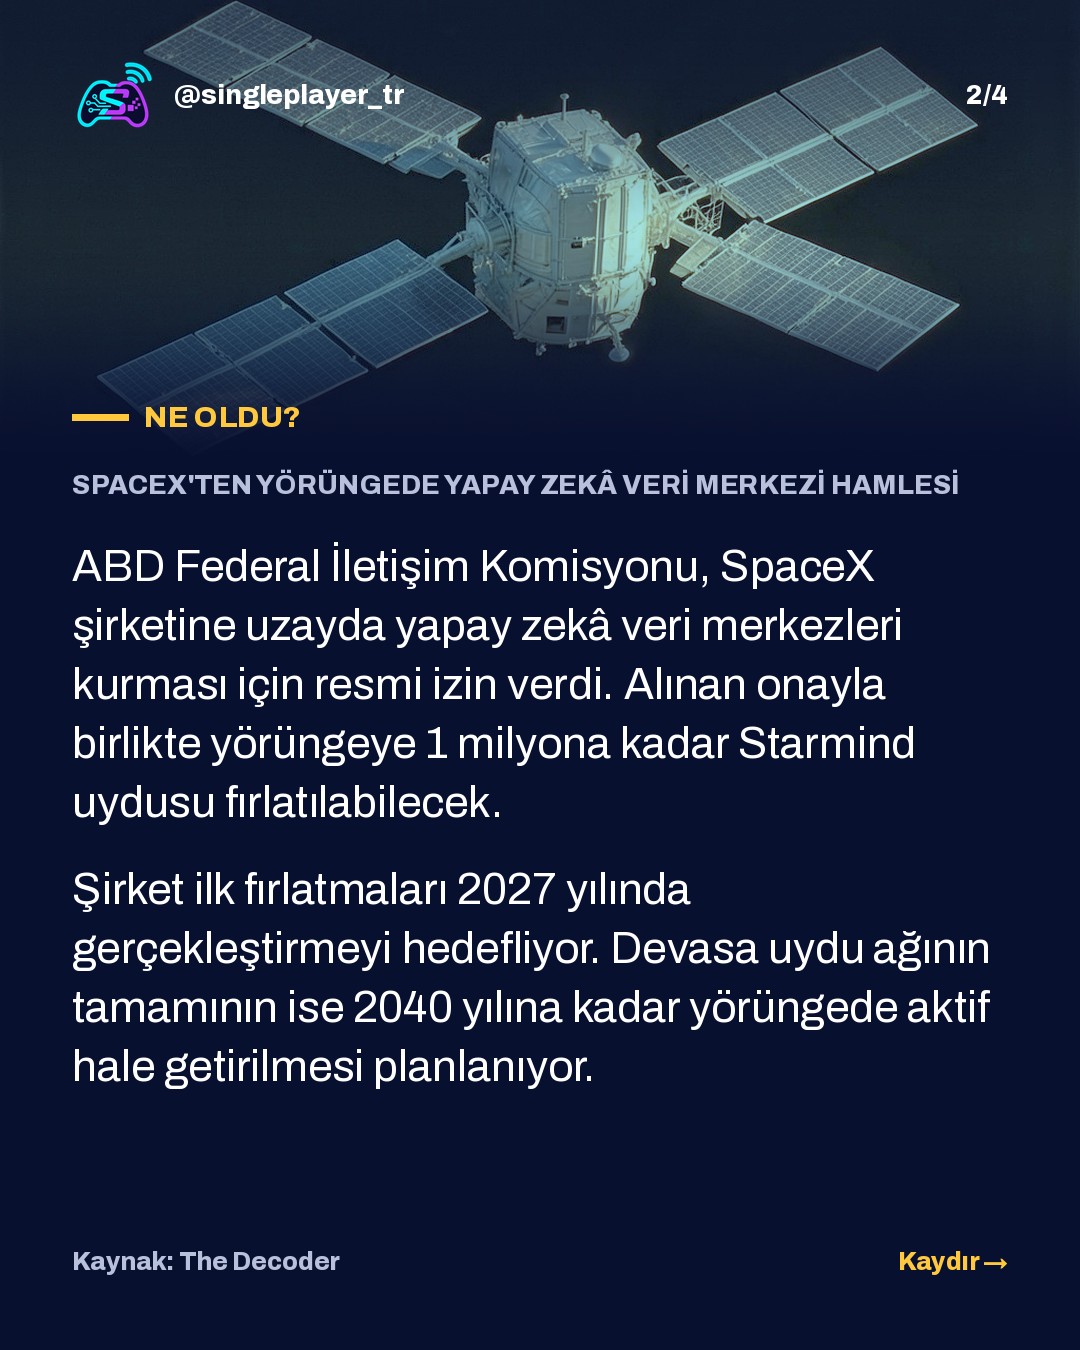 @singleplayer_tr
2/4
NE OLDU?
SPACEX'TEN YÖRÜNGEDE YAPAY ZEKÂ VERİ MERKEZİ HAMLESİ
ABD Federal İletişim Komisyonu, SpaceX
şirketine uzayda yapay zekâ veri merkezleri
kurması için resmi izin verdi. Alınan onayla
birlikte yörüngeye 1 milyona kadar Starmind
uydusu fırlatılabilecek.
Şirket ilk fırlatmaları 2027 yılında
gerçekleştirmeyi hedefliyor. Devasa uydu ağının
tamamının ise 2040 yılına kadar yörüngede aktif
hale getirilmesi planlanıyor.
Kaynak: The Decoder
Kaydır→